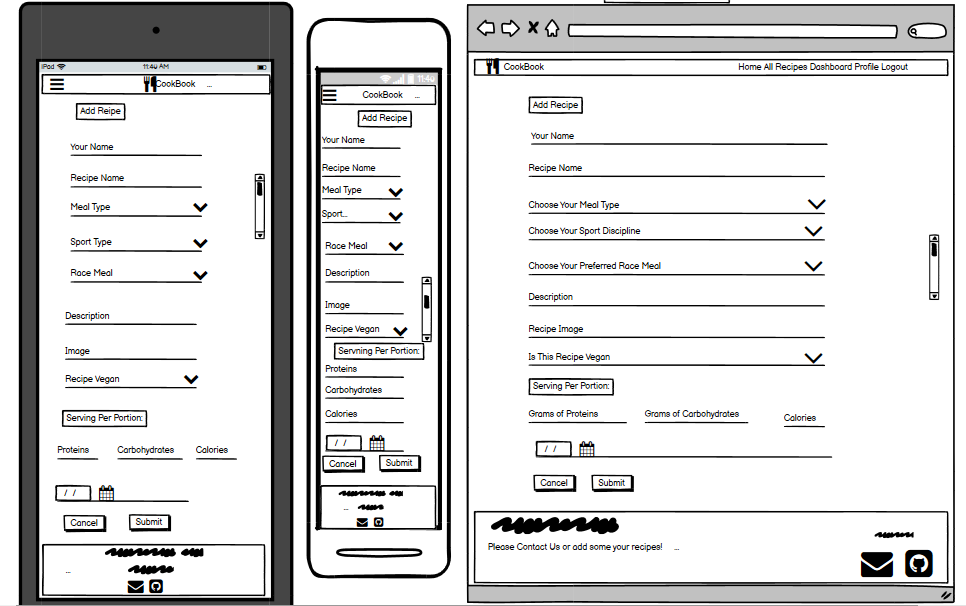 iPad 11:40 AM
CookBook ...
Add Reipe
Your Name
Recipe Name
Meal Type
Sport Type
Race Meal
Description
Image
Recipe Vegan
Serving Per Portion:
Proteins Carbohydrates Calories
/ /
Cancel Submit
...
11:40
CookBook ...
Add Recipe
Your Name
Recipe Name
Meal Type
Sport...
Race Meal
Description
Image
Recipe Vegan
Servning Per Portion:
Proteins
Carbohydrates
Calories
/ /
Cancel Submit
...
CookBook Home All Recipes Dashboard Profile Logout
Add Recipe
Your Name
Recipe Name
Choose Your Meal Type
Choose Your Sport Discipline
Choose Your Preferred Race Meal
Description
Recipe Image
Is This Recipe Vegan
Serving Per Portion:
Grams of Proteins Grams of Carbohydrates Calories
/ /
Cancel Submit
Please Contact Us or add some your recipes! ...